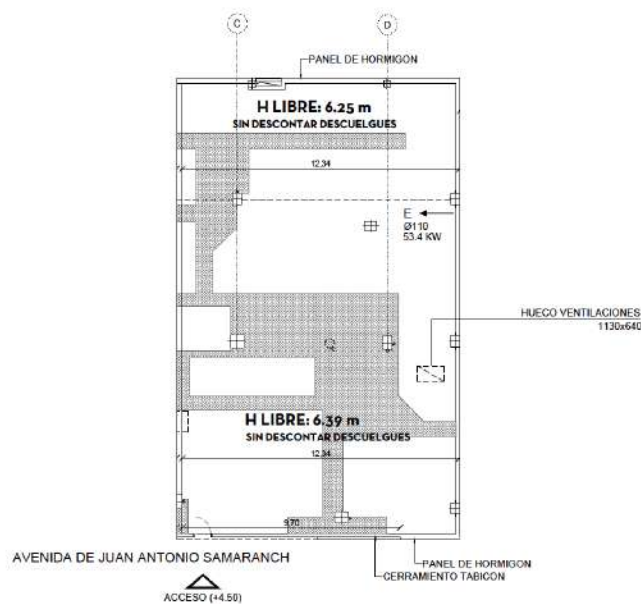 C
D
PANEL DE HORMIGON
H LIBRE: 6.25 m
SIN DESCONTAR DESCUELGUES
12,34
E
Ø110
53.4 KW
HUECO VENTILACIONES
1130x640
H LIBRE: 6.39 m
SIN DESCONTAR DESCUELGUES
12,34
9,70
AVENIDA DE JUAN ANTONIO SAMARANCH
PANEL DE HORMIGON
CERRAMIENTO TABICON
ACCESO (+4.50)